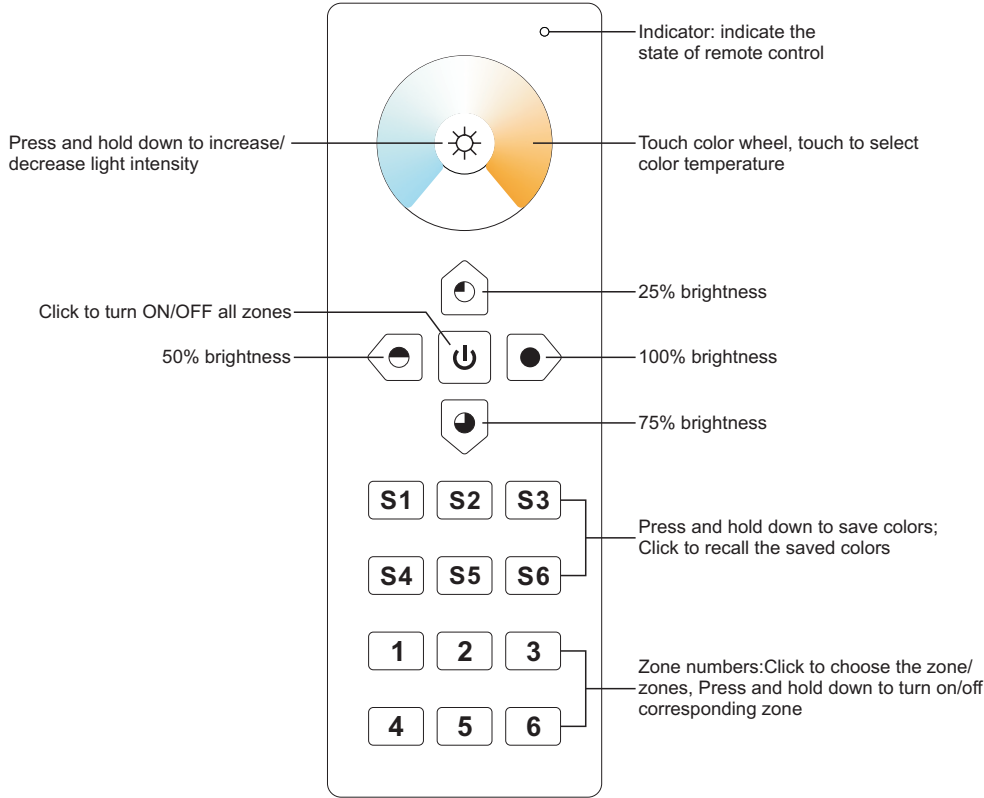 Indicator: indicate the
state of remote control
Press and hold down to increase/
decrease light intensity
Touch color wheel, touch to select
color temperature
25% brightness
Click to turn ON/OFF all zones
50% brightness
100% brightness
75% brightness
S1 S2 S3
Press and hold down to save colors;
Click to recall the saved colors
S4 S5 S6
1 2 3
Zone numbers:Click to choose the zone/
zones, Press and hold down to turn on/off
corresponding zone
4 5 6